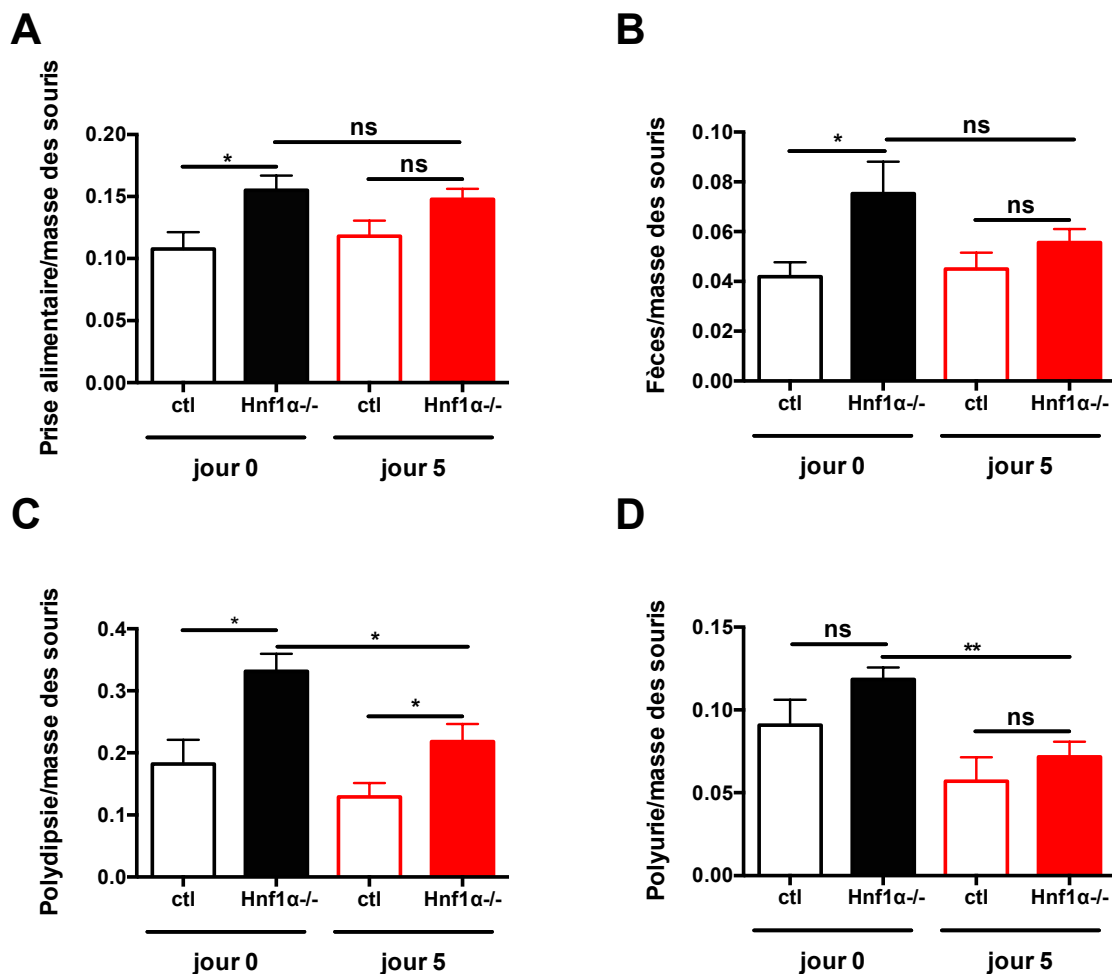 A
Prise alimentaire/masse des souris
0.20
0.15
0.10
0.05
0.00
*
ns
ns
ctl
Hnf1α-/-
ctl
Hnf1α-/-
jour 0
jour 5
B
Fèces/masse des souris
0.10
0.08
0.06
0.04
0.02
0.00
*
ns
ns
ctl
Hnf1α-/-
ctl
Hnf1α-/-
jour 0
jour 5
C
Polydipsie/masse des souris
0.4
0.3
0.2
0.1
0.0
*
*
*
ctl
Hnf1α-/-
ctl
Hnf1α-/-
jour 0
jour 5
D
Polyurie/masse des souris
0.15
0.10
0.05
0.00
ns
**
ns
ctl
Hnf1α-/-
ctl
Hnf1α-/-
jour 0
jour 5